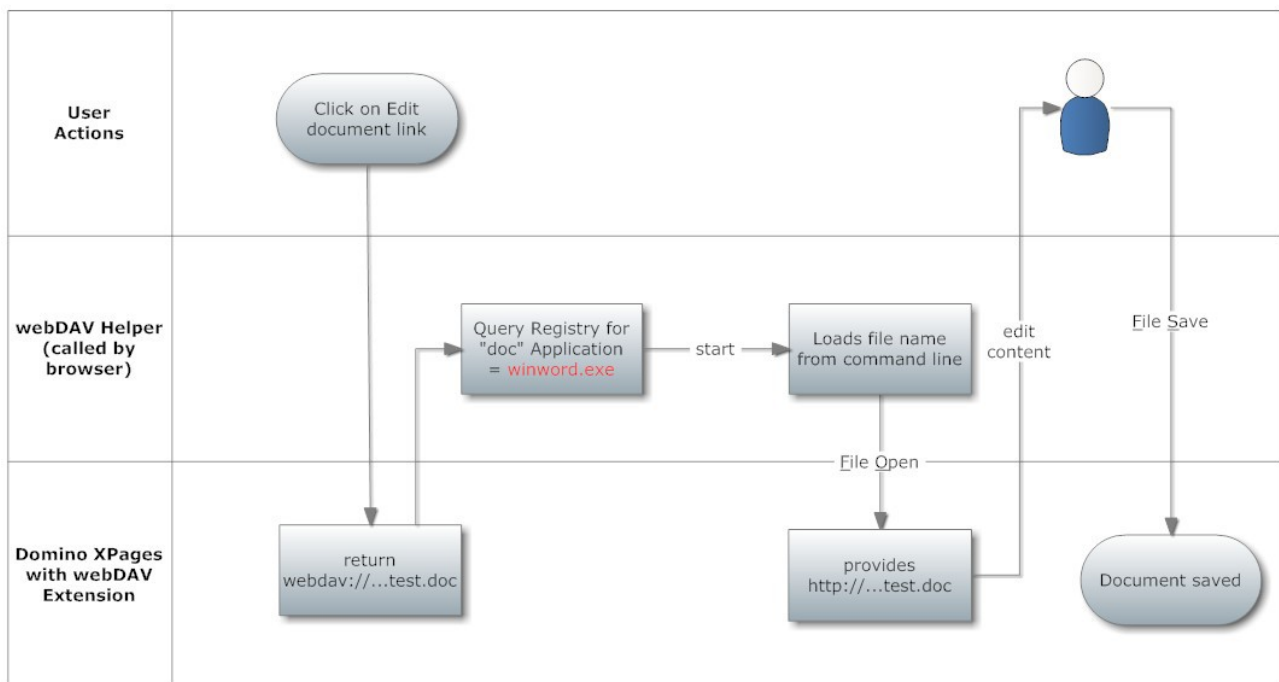 User
Actions
Click on Edit
document link
webDAV Helper
(called by
browser)
Query Registry for
"doc" Application
= winword.exe
start
Loads file name
from command line
edit
content
File Save
File Open
Domino XPages
with webDAV
Extension
return
webdav://...test.doc
provides
http://...test.doc
Document saved